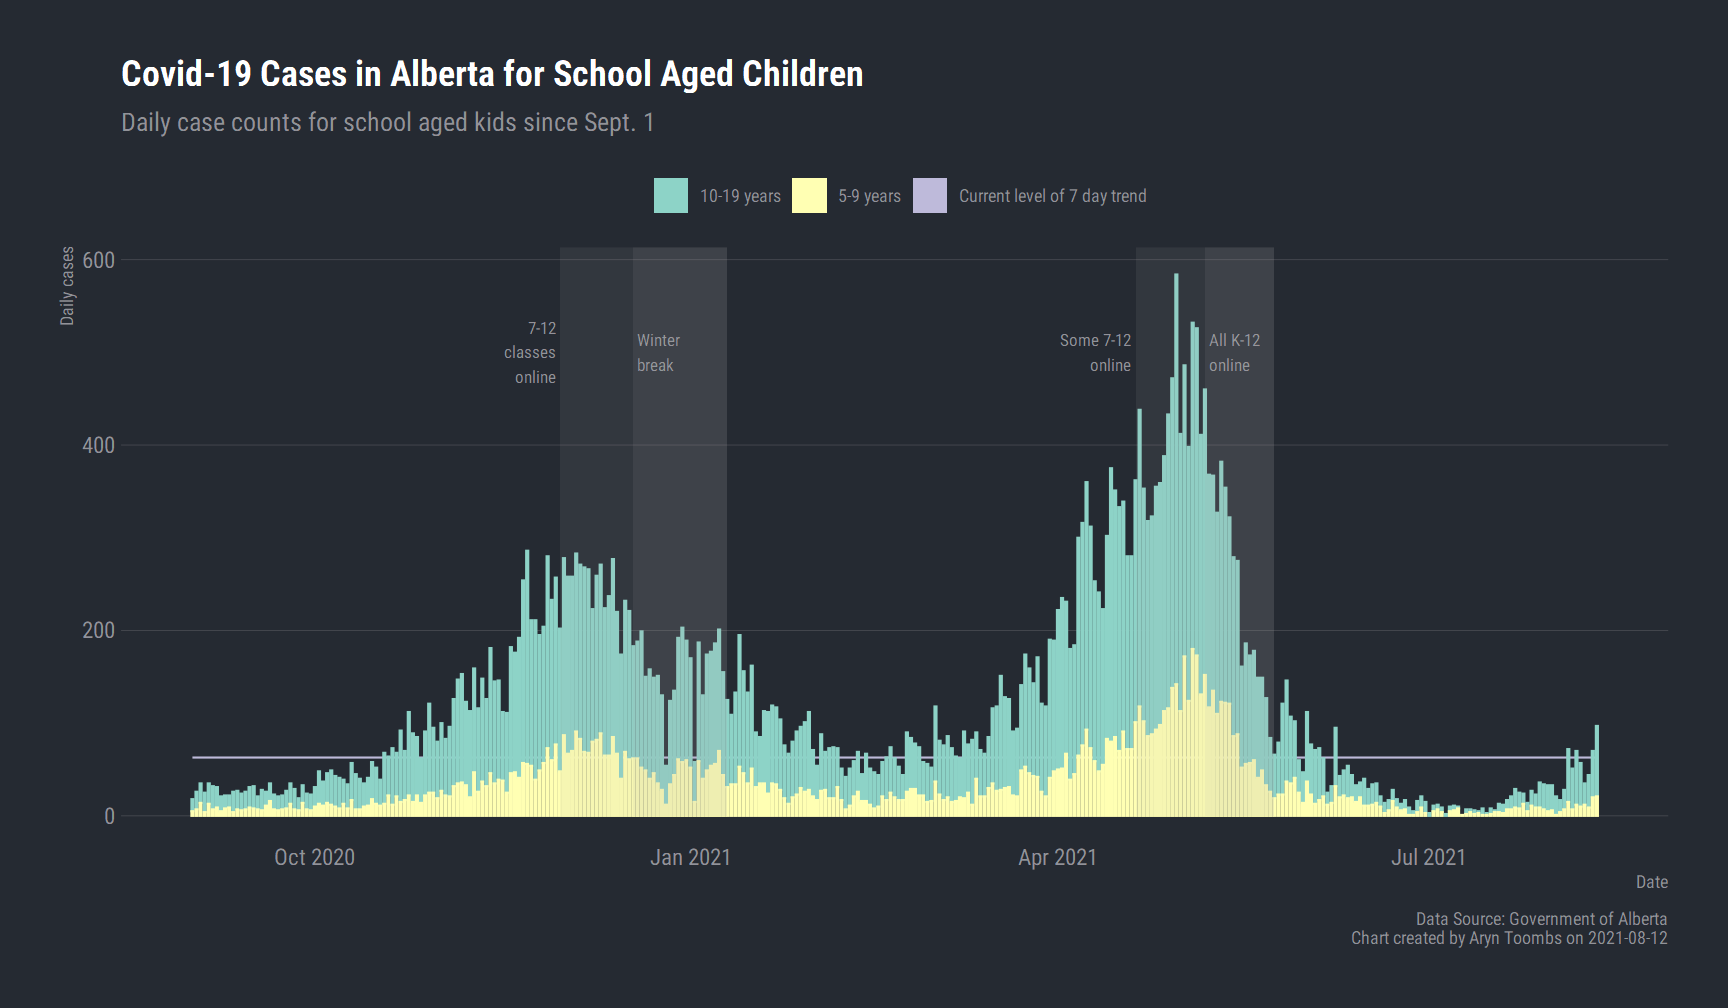 Covid-19 Cases in Alberta for School Aged Children
Daily case counts for school aged kids since Sept. 1
10-19 years
5-9 years
Current level of 7 day trend
Daily cases
600
400
200
0
7-12
classes
online
Winter
break
Some 7-12
online
All K-12
online
Oct 2020
Jan 2021
Apr 2021
Jul 2021
Date
Data Source: Government of Alberta
Chart created by Aryn Toombs on 2021-08-12